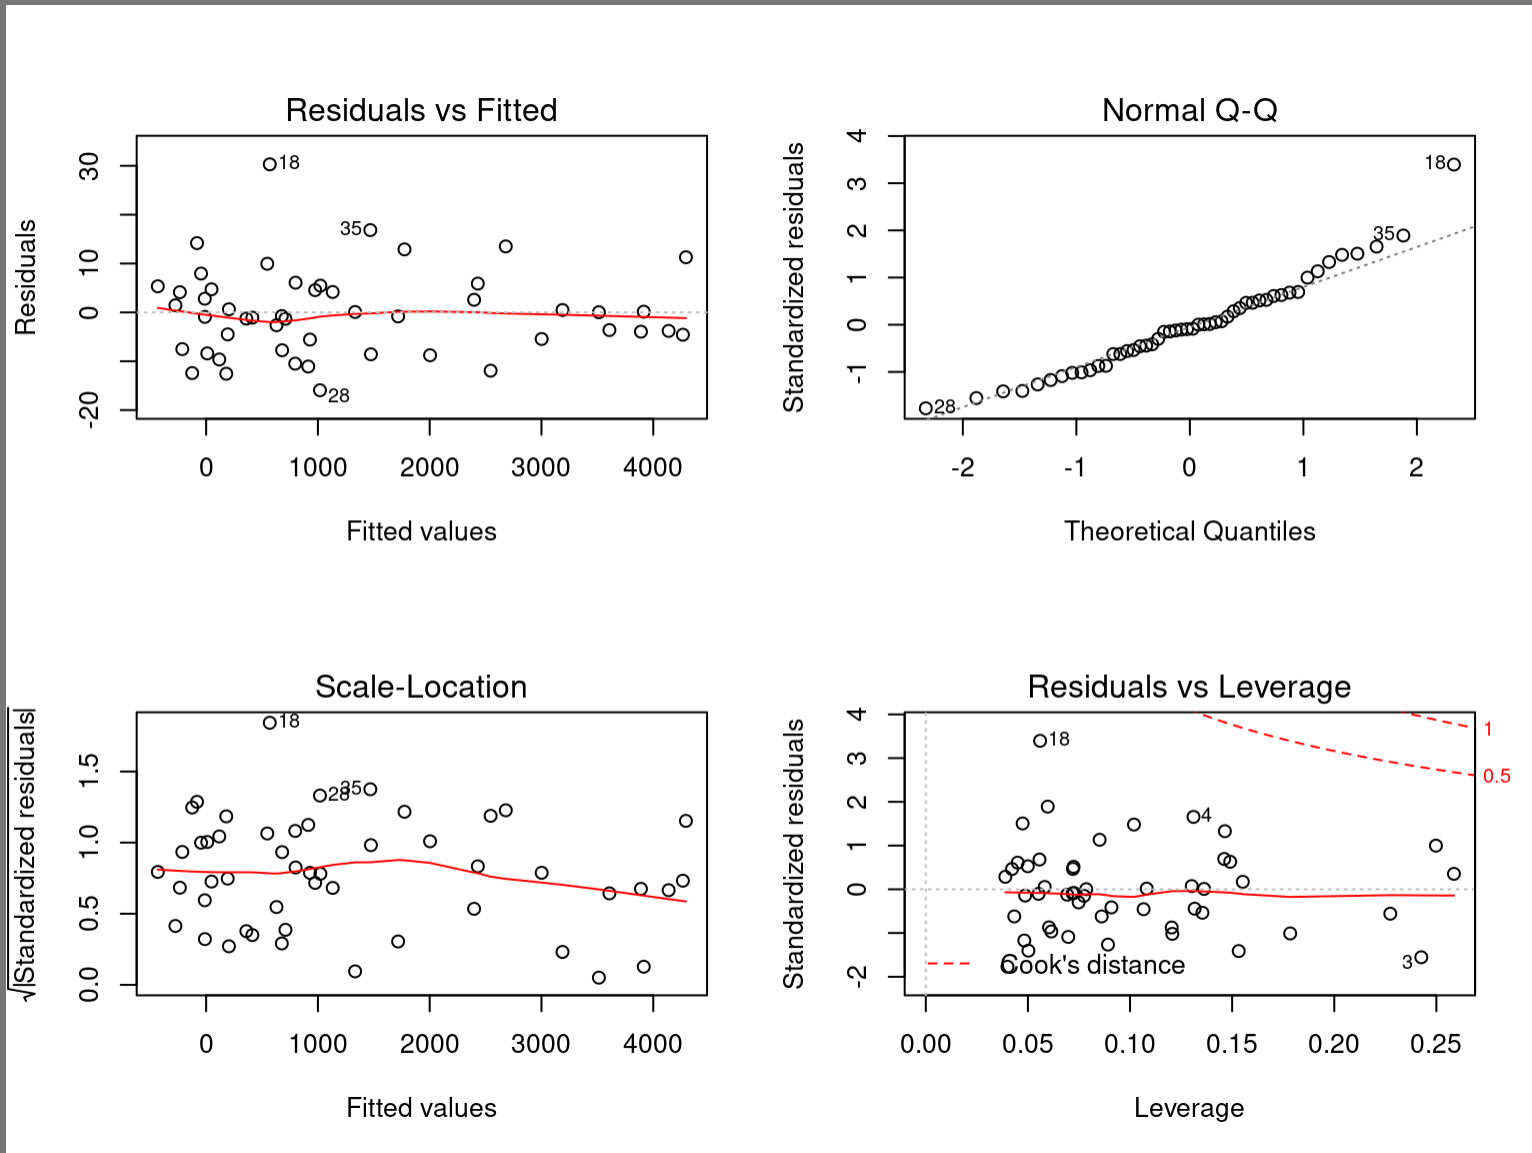 Residuals vs Fitted
Residuals
30
10
0
-20
18
35
28
0 1000 2000 3000 4000
Fitted values
Normal Q-Q
Standardized residuals
4
3
2
1
0
-1
18
35
28
-2 -1 0 1 2
Theoretical Quantiles
Scale-Location
√|Standardized residuals|
1.5
1.0
0.5
0.0
18
35
28
0 1000 2000 3000 4000
Fitted values
Residuals vs Leverage
Standardized residuals
4
3
2
1
0
-2
18
4
3
1
0.5
Cook's distance
0.00 0.05 0.10 0.15 0.20 0.25
Leverage